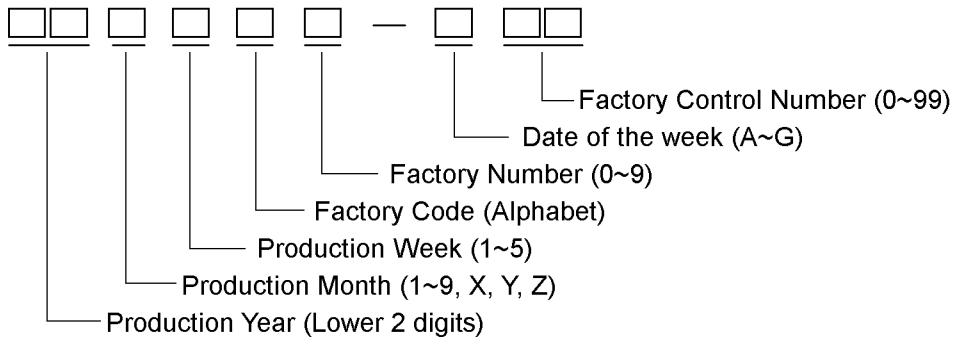 Factory Control Number (0~99)
Date of the week (A~G)
Factory Number (0~9)
Factory Code (Alphabet)
Production Week (1~5)
Production Month (1~9, X, Y, Z)
Production Year (Lower 2 digits)